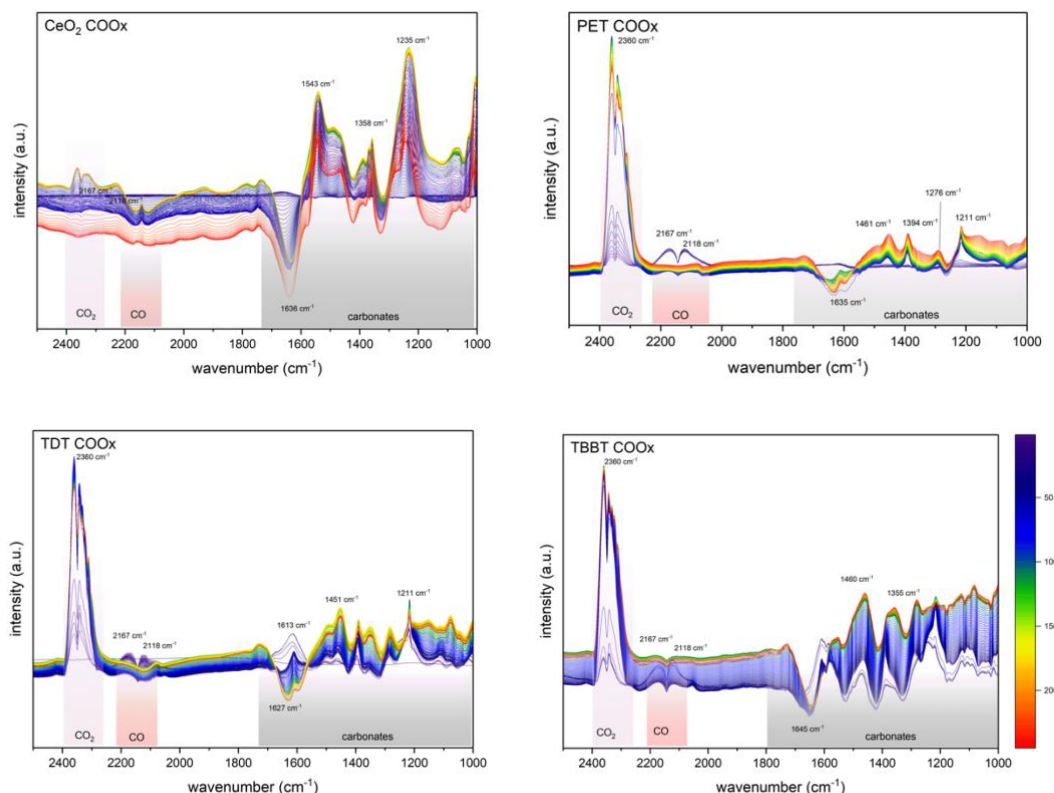 CeO₂ COOx
1235 cm⁻¹
1543 cm⁻¹
1358 cm⁻¹
2167 cm⁻¹
2118 cm⁻¹
1636 cm⁻¹
CO₂
CO
carbonates
intensity (a.u.)
2400 2200 2000 1800 1600 1400 1200 1000
wavenumber (cm⁻¹)
PET COOx
2360 cm⁻¹
1276 cm⁻¹
2167 cm⁻¹
2118 cm⁻¹
1461 cm⁻¹
1394 cm⁻¹
1211 cm⁻¹
1635 cm⁻¹
CO₂
CO
carbonates
intensity (a.u.)
2400 2200 2000 1800 1600 1400 1200 1000
wavenumber (cm⁻¹)
TDT COOx
2360 cm⁻¹
1451 cm⁻¹
1211 cm⁻¹
1613 cm⁻¹
2167 cm⁻¹
2118 cm⁻¹
1627 cm⁻¹
CO₂
CO
carbonates
intensity (a.u.)
2400 2200 2000 1800 1600 1400 1200 1000
wavenumber (cm⁻¹)
TBBT COOx
2360 cm⁻¹
1460 cm⁻¹
1355 cm⁻¹
2167 cm⁻¹
2118 cm⁻¹
1645 cm⁻¹
CO₂
CO
carbonates
intensity (a.u.)
2400 2200 2000 1800 1600 1400 1200 1000
wavenumber (cm⁻¹)
50
10
15
20